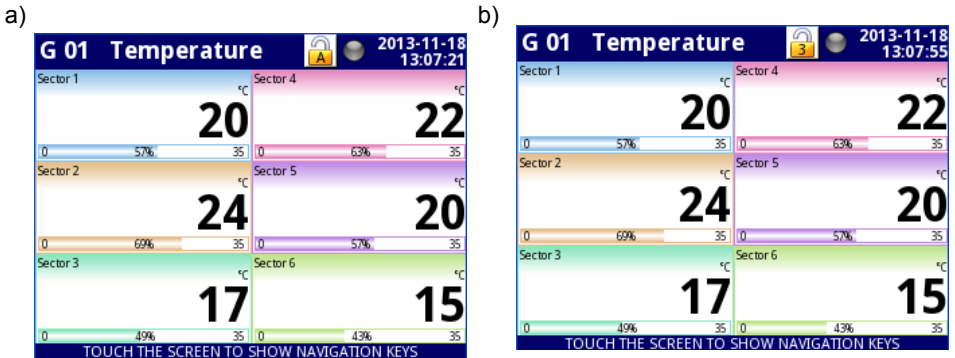 a)
G 01 Temperature A 2013-11-18
13:07:21
Sector 1 Sector 4
°C °C
20 22
0 57% 35 0 63% 35
Sector 2 Sector 5
°C °C
24 20
0 69% 35 0 57% 35
Sector 3 Sector 6
°C °C
17 15
0 49% 35 0 43% 35
TOUCH THE SCREEN TO SHOW NAVIGATION KEYS
b)
G 01 Temperature 3 2013-11-18
13:07:55
Sector 1 Sector 4
°C °C
20 22
0 57% 35 0 63% 35
Sector 2 Sector 5
°C °C
24 20
0 69% 35 0 57% 35
Sector 3 Sector 6
°C °C
17 15
0 49% 35 0 43% 35
TOUCH THE SCREEN TO SHOW NAVIGATION KEYS